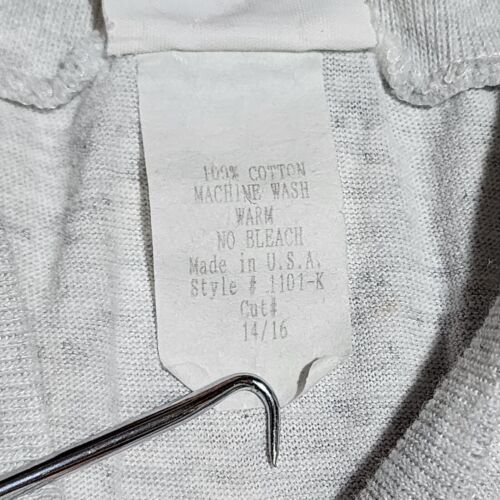 100% COTTON
MACHINE WASH
WARM
NO BLEACH
Made in U.S.A.
Style # 1101-K
Cut#
14/16